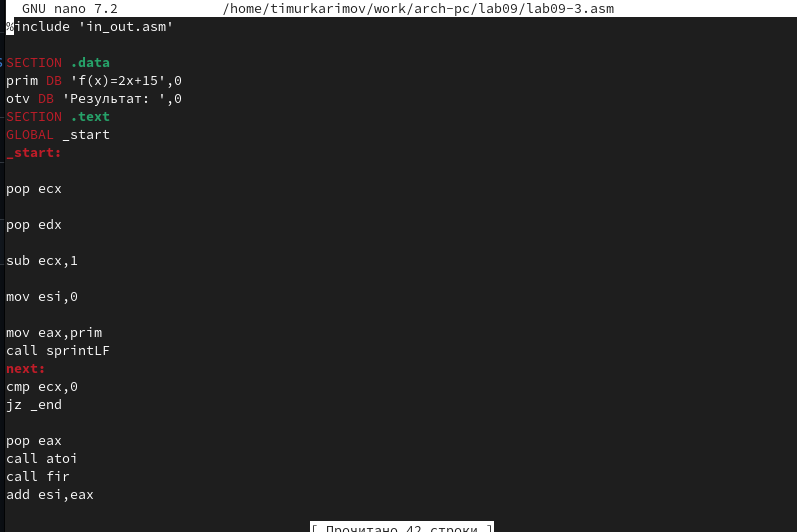 GNU nano 7.2 /home/timurkarimov/work/arch-pc/lab09/lab09-3.asm
%include 'in_out.asm'
SECTION .data
prim DB 'f(x)=2x+15',0
otv DB 'Результат: ',0
SECTION .text
GLOBAL _start
_start:
pop ecx
pop edx
sub ecx,1
mov esi,0
mov eax,prim
call sprintLF
next:
cmp ecx,0
jz _end
pop eax
call atoi
call fir
add esi,eax
[ Прочитано 42 строки ]